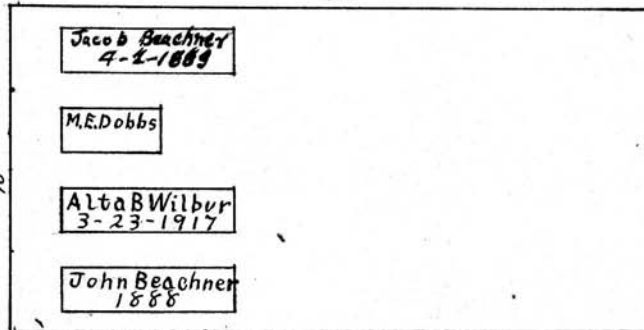 Jacob Beachner
4-1-1889
M.E.Dobbs
Alta B Wilbur
3-23-1917
John Beachner
1888